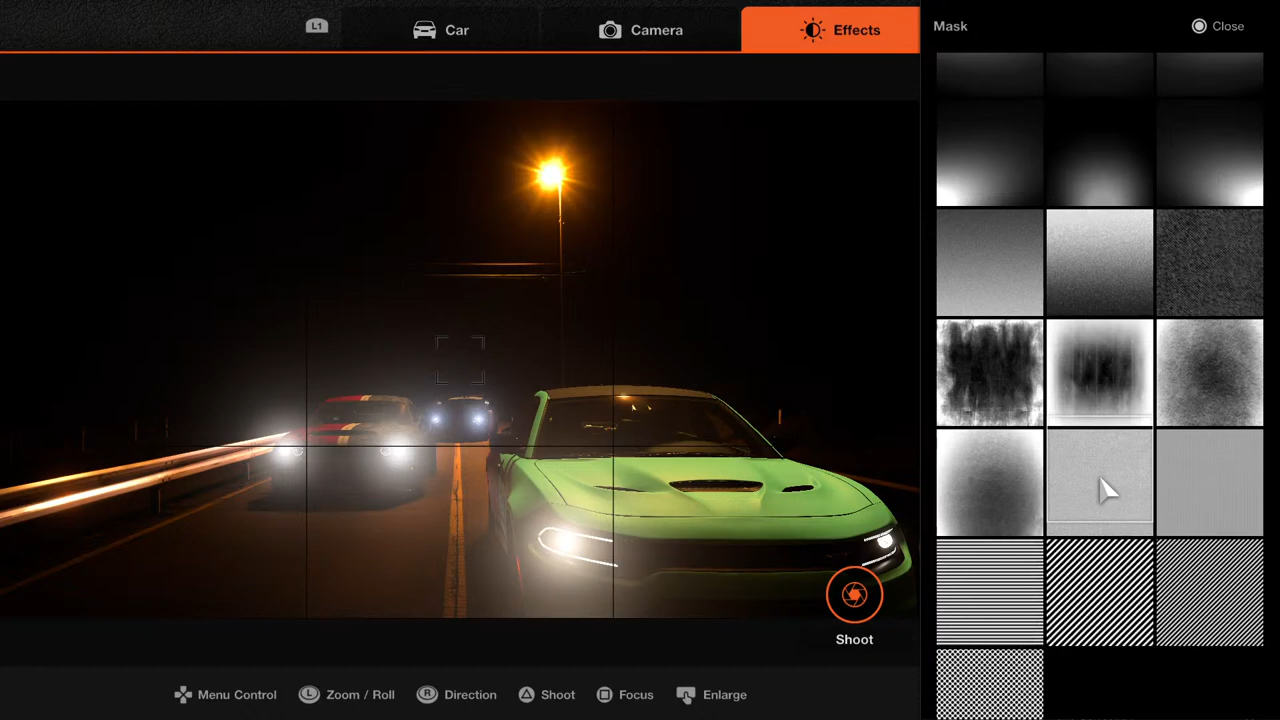 L1
Car
Camera
Effects
Mask
Close
Shoot
Menu Control
Zoom / Roll
Direction
Shoot
Focus
Enlarge